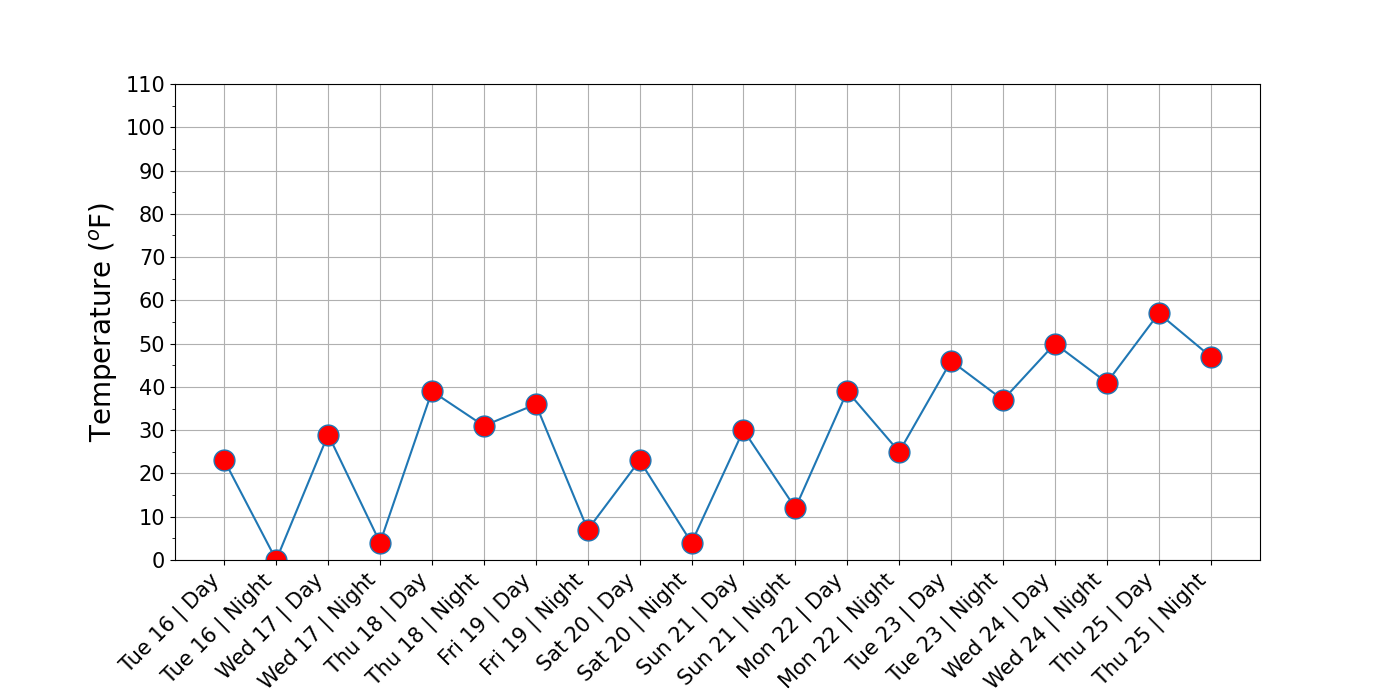 Temperature (°F)
110
100
90
80
70
60
50
40
30
20
10
0
Tue 16 | Day
Tue 16 | Night
Wed 17 | Day
Wed 17 | Night
Thu 18 | Day
Thu 18 | Night
Fri 19 | Day
Fri 19 | Night
Sat 20 | Day
Sat 20 | Night
Sun 21 | Day
Sun 21 | Night
Mon 22 | Day
Mon 22 | Night
Tue 23 | Day
Tue 23 | Night
Wed 24 | Day
Wed 24 | Night
Thu 25 | Day
Thu 25 | Night